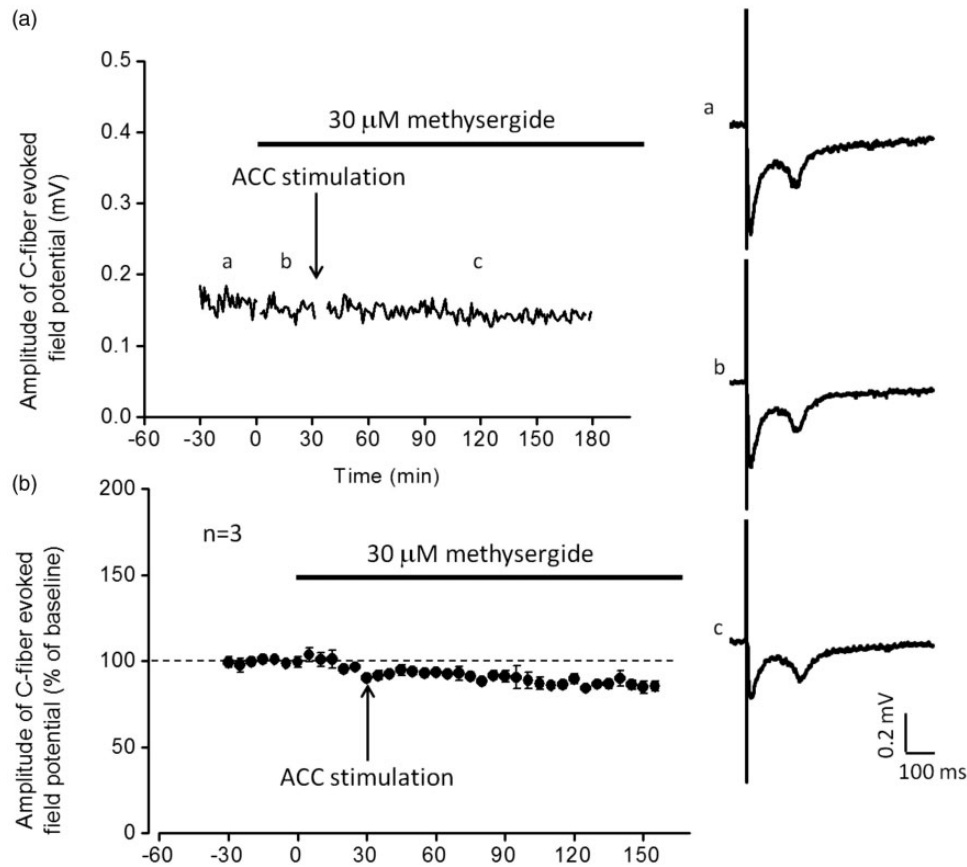 (a)
Amplitude of C-fiber evoked
field potential (mV)
0.5
0.4
0.3
0.2
0.1
0.0
30 μM methysergide
ACC stimulation
a
b
c
-60
-30
0
30
60
90
120
150
180
Time (min)
a
b
c
0.2 mV
100 ms
(b)
Amplitude of C-fiber evoked
field potential (% of baseline)
200
150
100
50
0
n=3
30 μM methysergide
ACC stimulation
-60
-30
0
30
60
90
120
150